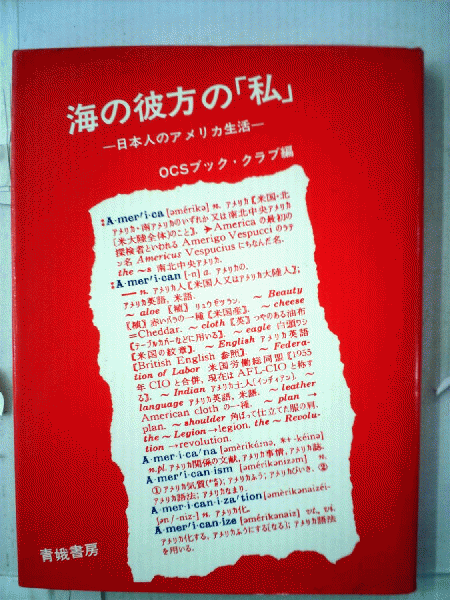 海の彼方の「私」
―日本人のアメリカ生活―
OCSブック・クラブ編
A·mer′i·ca [əmérikə] n. アメリカ〖米国・北
アメリカ・南アメリカのいずれか又は南北中央アメリカ
〖米大陸全体〗のこと〗. ➤America の最初の
探検者といわれる Amerigo Vespucci のラテ
ン名 Americus Vespucius にちなんだ名.
the ~s 南北中央アメリカ.
A·mer′i·can [-n] a. アメリカの.
― n. アメリカ人〖米国人又はアメリカ大陸人〗;
アメリカ英語, 米語.
~ aloe 〖植〗リュウゼツラン. ~ Beauty
〖植〗赤いバラの一種〖米国産〗. ~ cheese
=Cheddar. ~ cloth 〖英〗つやのある油布
〖テーブルカバーなどに用いる〗. ~ eagle 白頭ワシ
〖米国の紋章〗. ~ English アメリカ英語
〖British English 参照〗. ~ Federa-
tion of Labor 米国労働総同盟〖1955
年 CIO と合併, 現在は AFL-CIO と称す
る〗. ~ Indian アメリカ土人(インディアン). ~
language アメリカ英語, 米語. ~ leather
American cloth の一種. ~ plan →
plan. ~ shoulder 角ばって仕立てた服の肩.
the ~ Legion→legion. the ~ Revolu-
tion→revolution.
A·mer·i·ca′na
n.pl. アメリカ関係の文献, アメリカ事情, アメリカ誌.
A·mer′i·can·ism [əmérikənizm] n.
①アメリカ気質; アメリカふう; アメリカびいき. ②
アメリカ語法; アメリカなまり.
A·mer·i·can·i·za′tion [əmèrikənaizéi-
ʃən / -niz-] n. アメリカ化.
A·mer′i·can·ize [əmérikənaiz] vt., vi.
アメリカ化する, アメリカふうにする〔なる〕; アメリカ語法
を用いる.
青娥書房